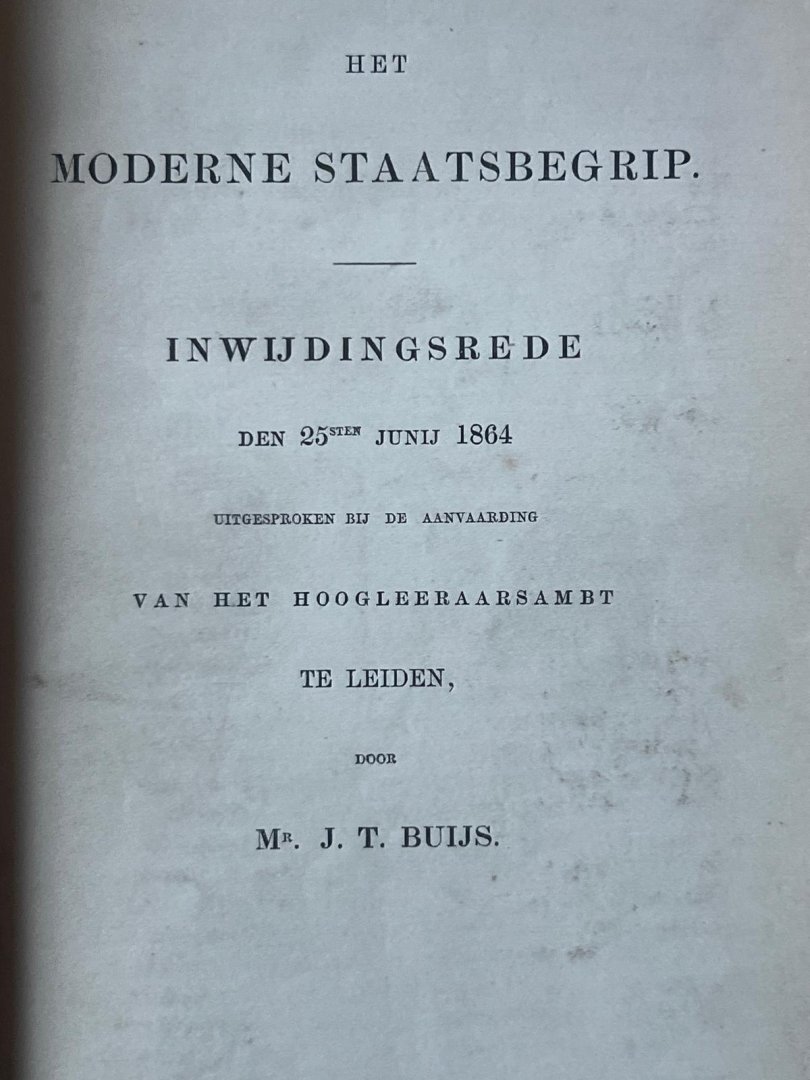 HET
MODERNE STAATSBEGRIP.
INWIJDINGSREDE
DEN 25STEN JUNIJ 1864
UITGESPROKEN BIJ DE AANVAARDING
VAN HET HOOGLEERAARSAMBT
TE LEIDEN,
DOOR
MR. J. T. BUIJS.